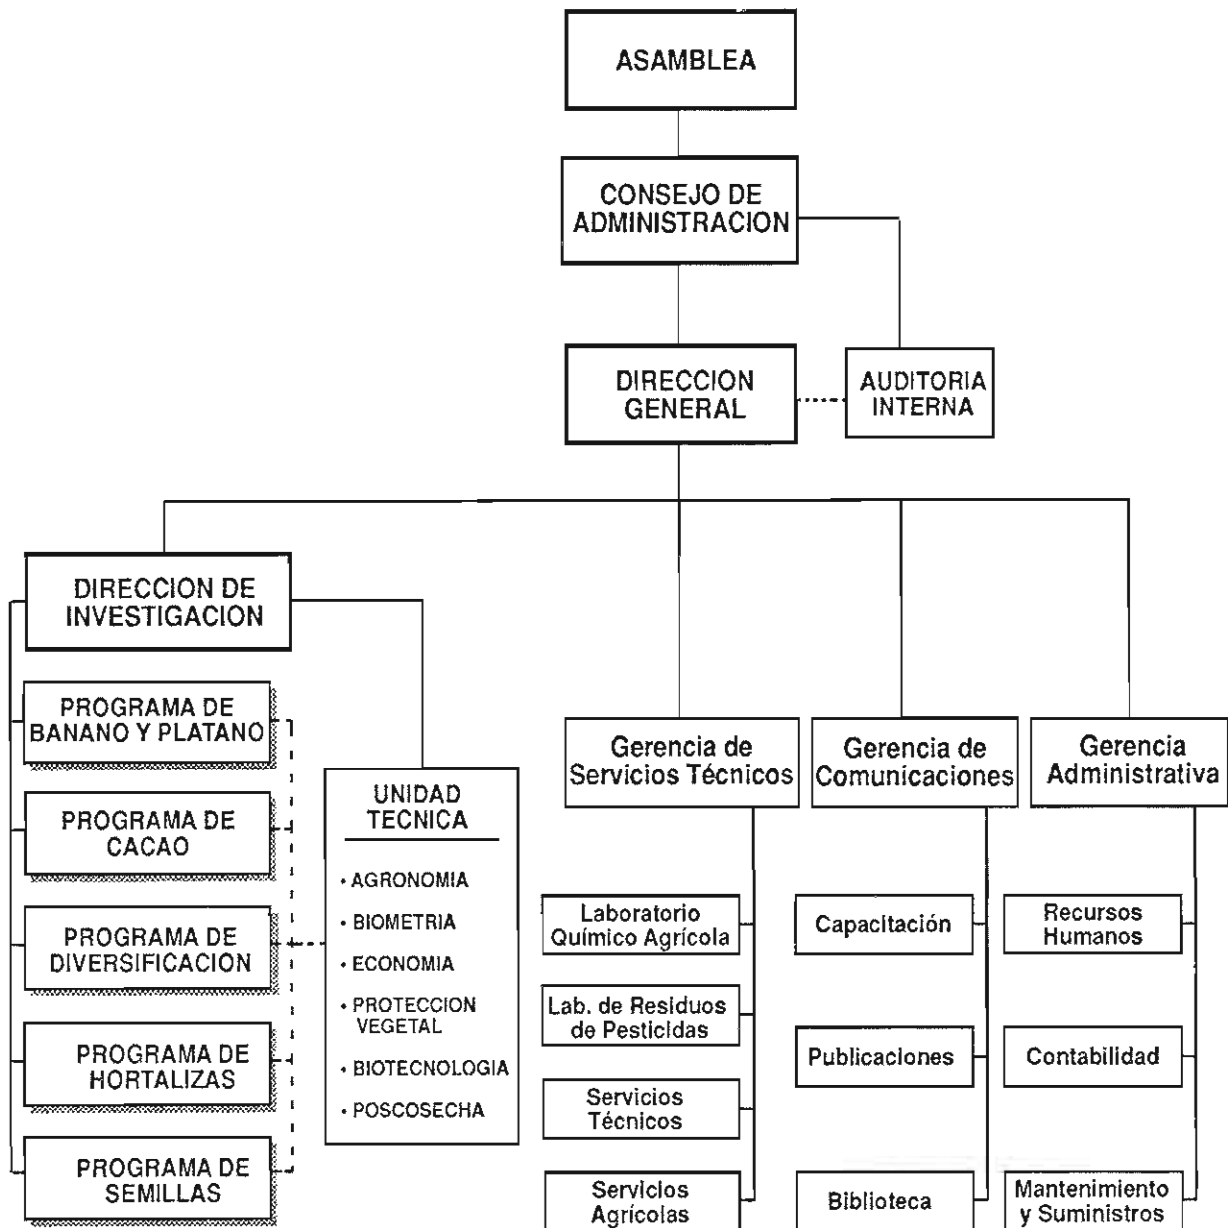 ASAMBLEA
CONSEJO DE
ADMINISTRACION
DIRECCION
GENERAL
AUDITORIA
INTERNA
DIRECCION DE
INVESTIGACION
PROGRAMA DE
BANANO Y PLATANO
PROGRAMA DE
CACAO
PROGRAMA DE
DIVERSIFICACION
PROGRAMA DE
HORTALIZAS
PROGRAMA DE
SEMILLAS
UNIDAD
TECNICA
• AGRONOMIA
• BIOMETRIA
• ECONOMIA
• PROTECCION
VEGETAL
• BIOTECNOLOGIA
• POSCOSECHA
Gerencia de
Servicios Técnicos
Laboratorio
Químico Agrícola
Lab. de Residuos
de Pesticidas
Servicios
Técnicos
Servicios
Agrícolas
Gerencia de
Comunicaciones
Capacitación
Publicaciones
Biblioteca
Gerencia
Administrativa
Recursos
Humanos
Contabilidad
Mantenimiento
y Suministros